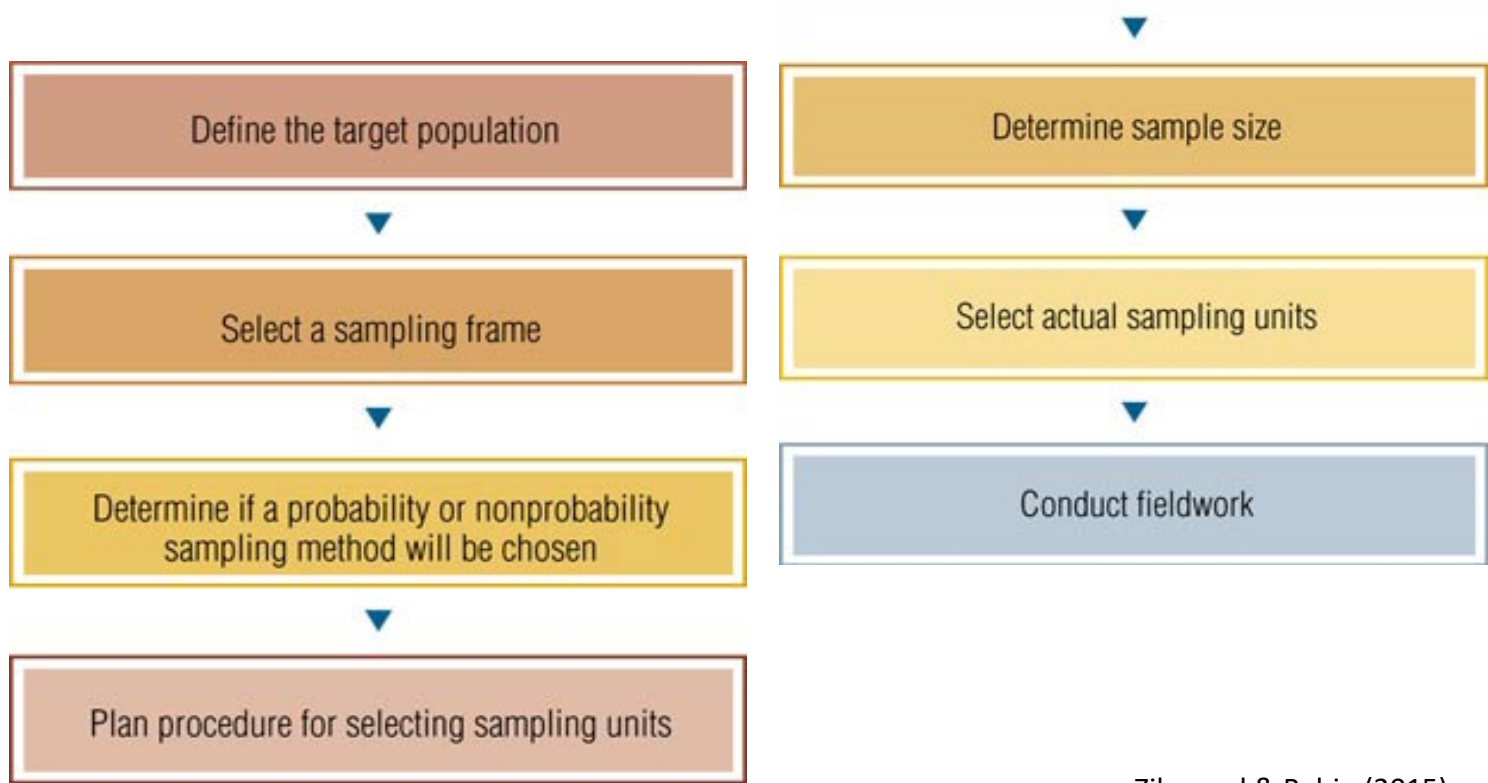 Define the target population
Select a sampling frame
Determine if a probability or nonprobability
sampling method will be chosen
Plan procedure for selecting sampling units
Determine sample size
Select actual sampling units
Conduct fieldwork
(2015)